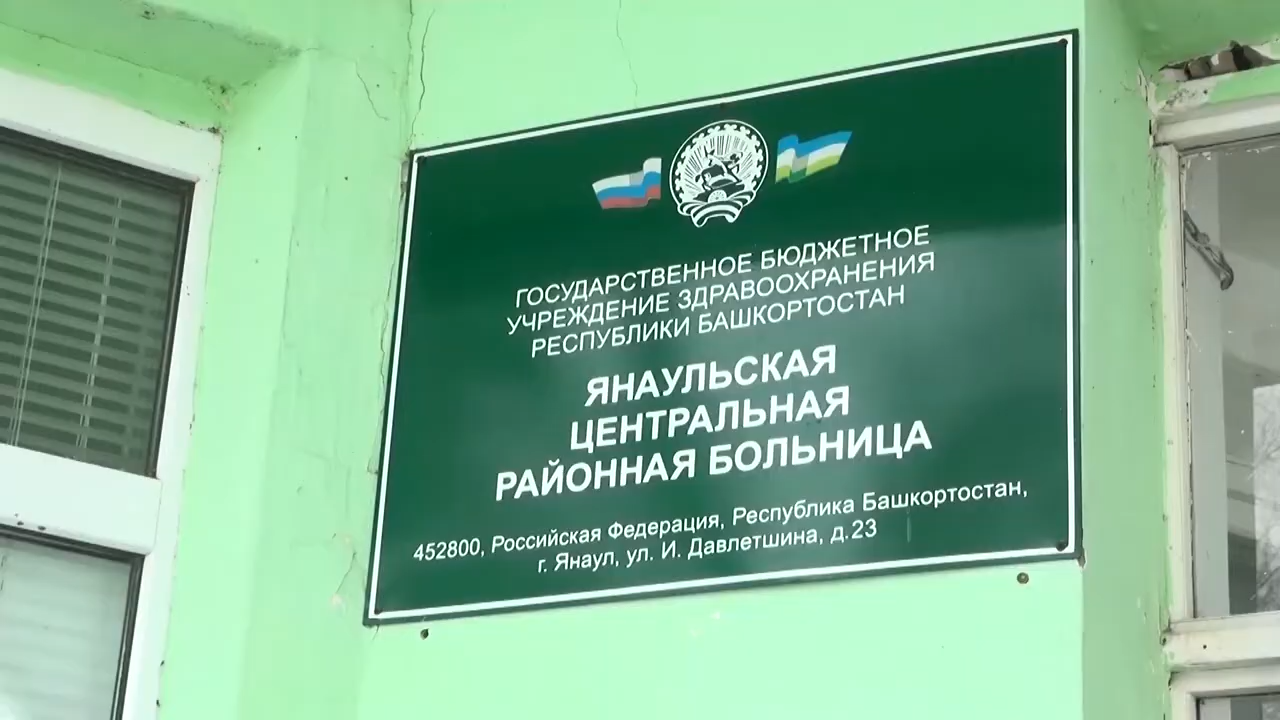 ГОСУДАРСТВЕННОЕ БЮДЖЕТНОЕ
УЧРЕЖДЕНИЕ ЗДРАВООХРАНЕНИЯ
РЕСПУБЛИКИ БАШКОРТОСТАН
ЯНАУЛЬСКАЯ
ЦЕНТРАЛЬНАЯ
РАЙОННАЯ БОЛЬНИЦА
452800, Российская Федерация, Республика Башкортостан,
г. Янаул, ул. И. Давлетшина, д.23